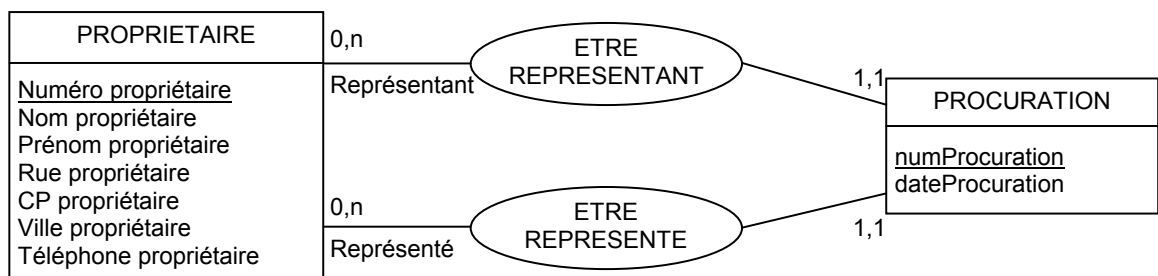 PROPRIETAIRE
Numéro propriétaire
Nom propriétaire
Prénom propriétaire
Rue propriétaire
CP propriétaire
Ville propriétaire
Téléphone propriétaire
0,n
Représentant
ETRE
REPRESENTANT
1,1
0,n
Représenté
ETRE
REPRESENTE
1,1
PROCURATION
numProcuration
dateProcuration